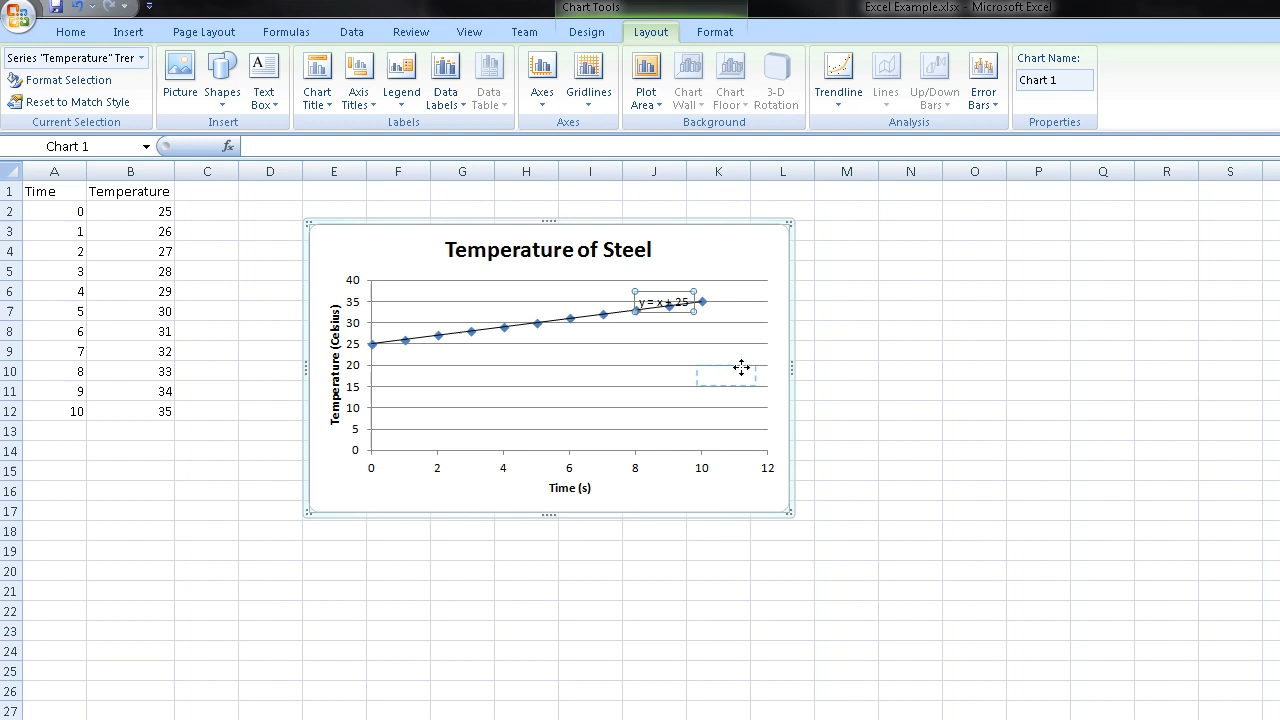 Chart Tools
ExcelExample.xlsx - Microsoft Excel
Home Insert Page Layout Formulas Data Review View Team Design Layout Format
Series "Temperature" Tren
Format Selection
Reset to Match Style
Current Selection
Picture Shapes Text Box
Insert
Chart Title Axis Titles Legend Data Labels Data Table
Labels
Axes Gridlines
Axes
Plot Area Chart Wall Chart Floor 3-D Rotation
Background
Trendline Lines Up/Down Bars Error Bars
Analysis
Chart Name:
Chart 1
Properties
Chart 1 fx
A B C D E F G H I J K L M N O P Q R S
1 Time Temperature
2 0 25
3 1 26
4 2 27
5 3 28
6 4 29
7 5 30
8 6 31
9 7 32
10 8 33
11 9 34
12 10 35
13
14
15
16
17
18
19
20
21
22
23
24
25
26
27
Temperature of Steel
40
35
30
25
20
15
10
5
0
y = x + 25
Temperature (Celsius)
0 2 4 6 8 10 12
Time (s)